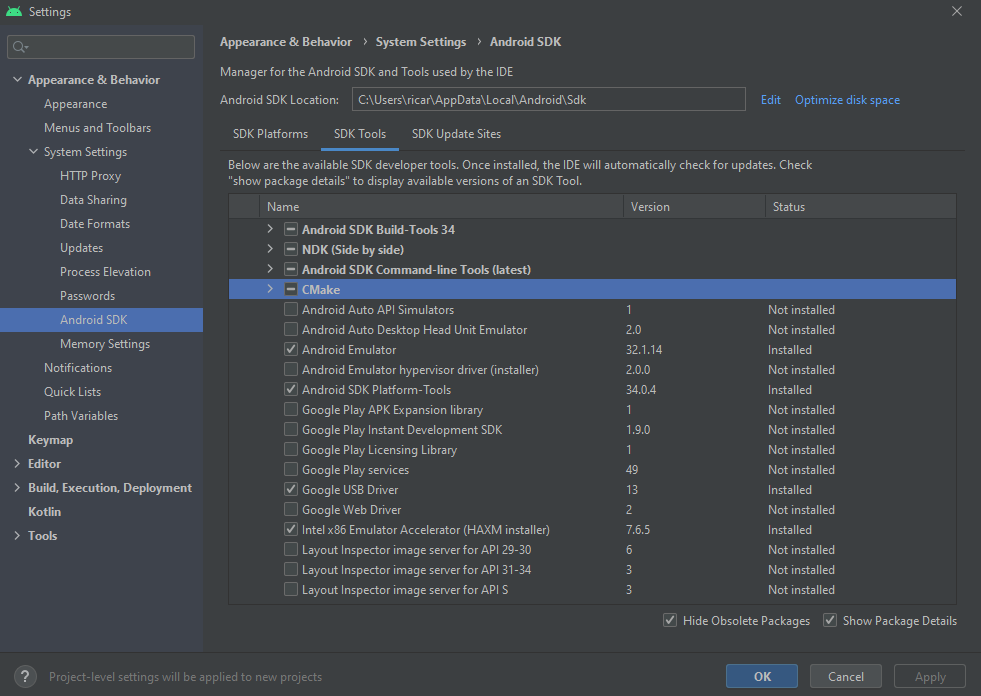 Settings
Appearance & Behavior
Appearance
Menus and Toolbars
System Settings
HTTP Proxy
Data Sharing
Date Formats
Updates
Process Elevation
Passwords
Android SDK
Memory Settings
Notifications
Quick Lists
Path Variables
Keymap
Editor
Build, Execution, Deployment
Kotlin
Tools
Appearance & Behavior › System Settings › Android SDK
Manager for the Android SDK and Tools used by the IDE
Android SDK Location: C:\Users\ricar\AppData\Local\Android\Sdk Edit Optimize disk space
SDK Platforms SDK Tools SDK Update Sites
Below are the available SDK developer tools. Once installed, the IDE will automatically check for updates. Check
"show package details" to display available versions of an SDK Tool.
Name Version Status
Android SDK Build-Tools 34
NDK (Side by side)
Android SDK Command-line Tools (latest)
CMake
Android Auto API Simulators 1 Not installed
Android Auto Desktop Head Unit Emulator 2.0 Not installed
Android Emulator 32.1.14 Installed
Android Emulator hypervisor driver (installer) 2.0.0 Not installed
Android SDK Platform-Tools 34.0.4 Installed
Google Play APK Expansion library 1 Not installed
Google Play Instant Development SDK 1.9.0 Not installed
Google Play Licensing Library 1 Not installed
Google Play services 49 Not installed
Google USB Driver 13 Installed
Google Web Driver 2 Not installed
Intel x86 Emulator Accelerator (HAXM installer) 7.6.5 Installed
Layout Inspector image server for API 29-30 6 Not installed
Layout Inspector image server for API 31-34 3 Not installed
Layout Inspector image server for API S 3 Not installed
Hide Obsolete Packages Show Package Details
? Project-level settings will be applied to new projects
OK Cancel Apply